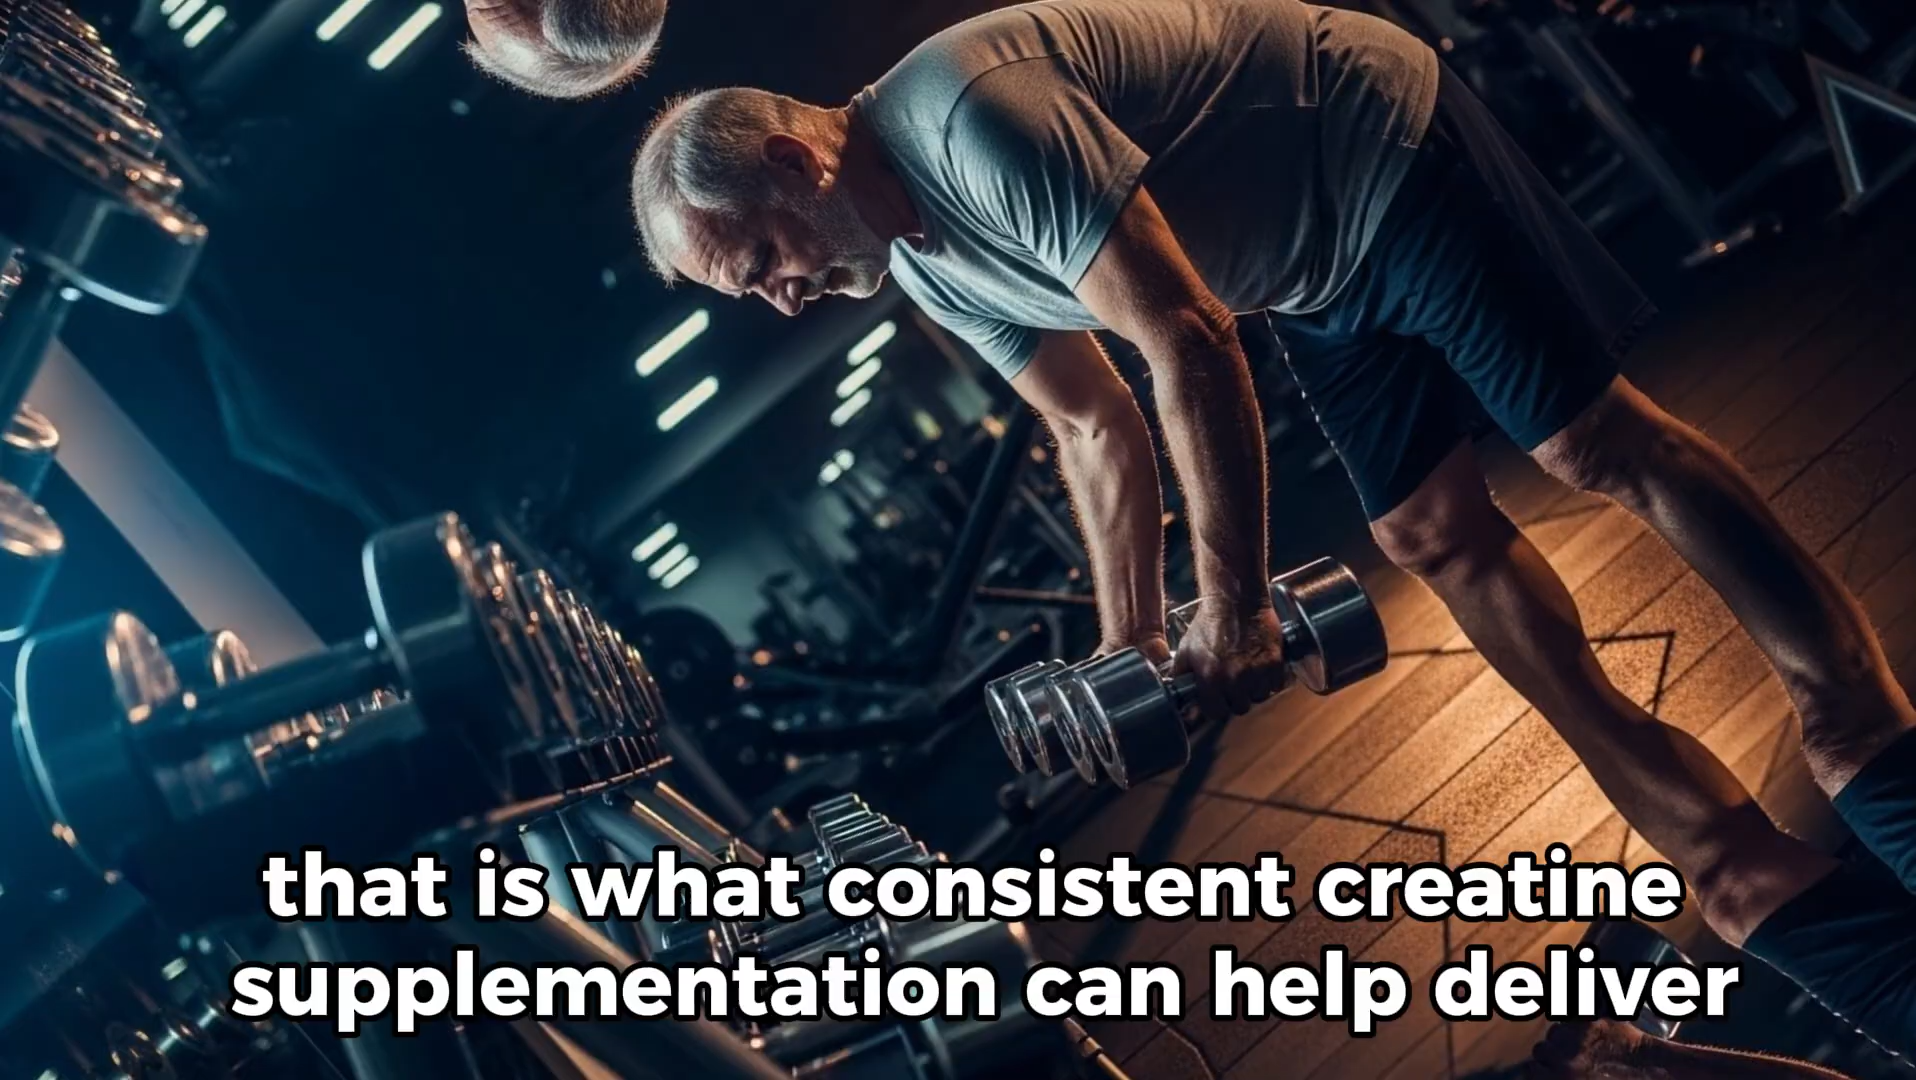 that is what consistent creatine
supplementation can help deliver